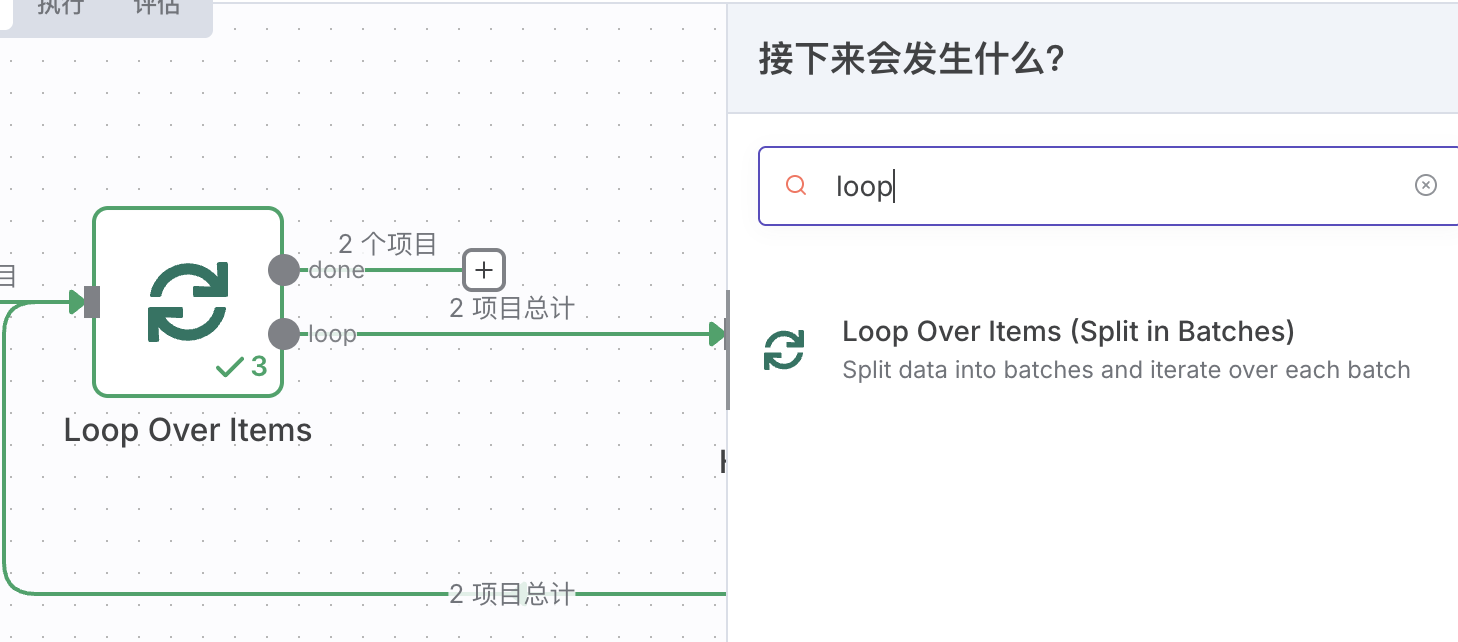 执行
评估
目
2 个项目
done
2 项目总计
loop
3
Loop Over Items
2 项目总计
接下来会发生什么?
loop
Loop Over Items (Split in Batches)
Split data into batches and iterate over each batch